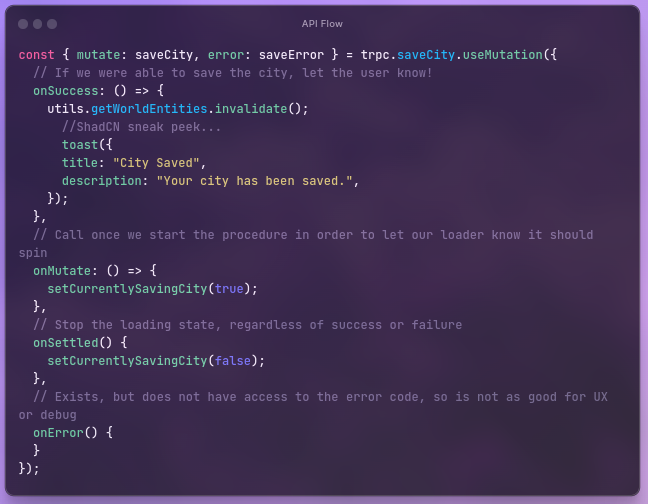 API Flow
const { mutate: saveCity, error: saveError } = trpc.saveCity.useMutation({
  // If we were able to save the city, let the user know!
  onSuccess: () => {
    utils.getWorldEntities.invalidate();
      //ShadCN sneak peek...
      toast({
      title: "City Saved",
      description: "Your city has been saved.",
    });
  },
  // Call once we start the procedure in order to let our loader know it should
spin
  onMutate: () => {
    setCurrentlySavingCity(true);
  },
  // Stop the loading state, regardless of success or failure
  onSettled() {
    setCurrentlySavingCity(false);
  },
  // Exists, but does not have access to the error code, so is not as good for UX
or debug
  onError() {
  }
});